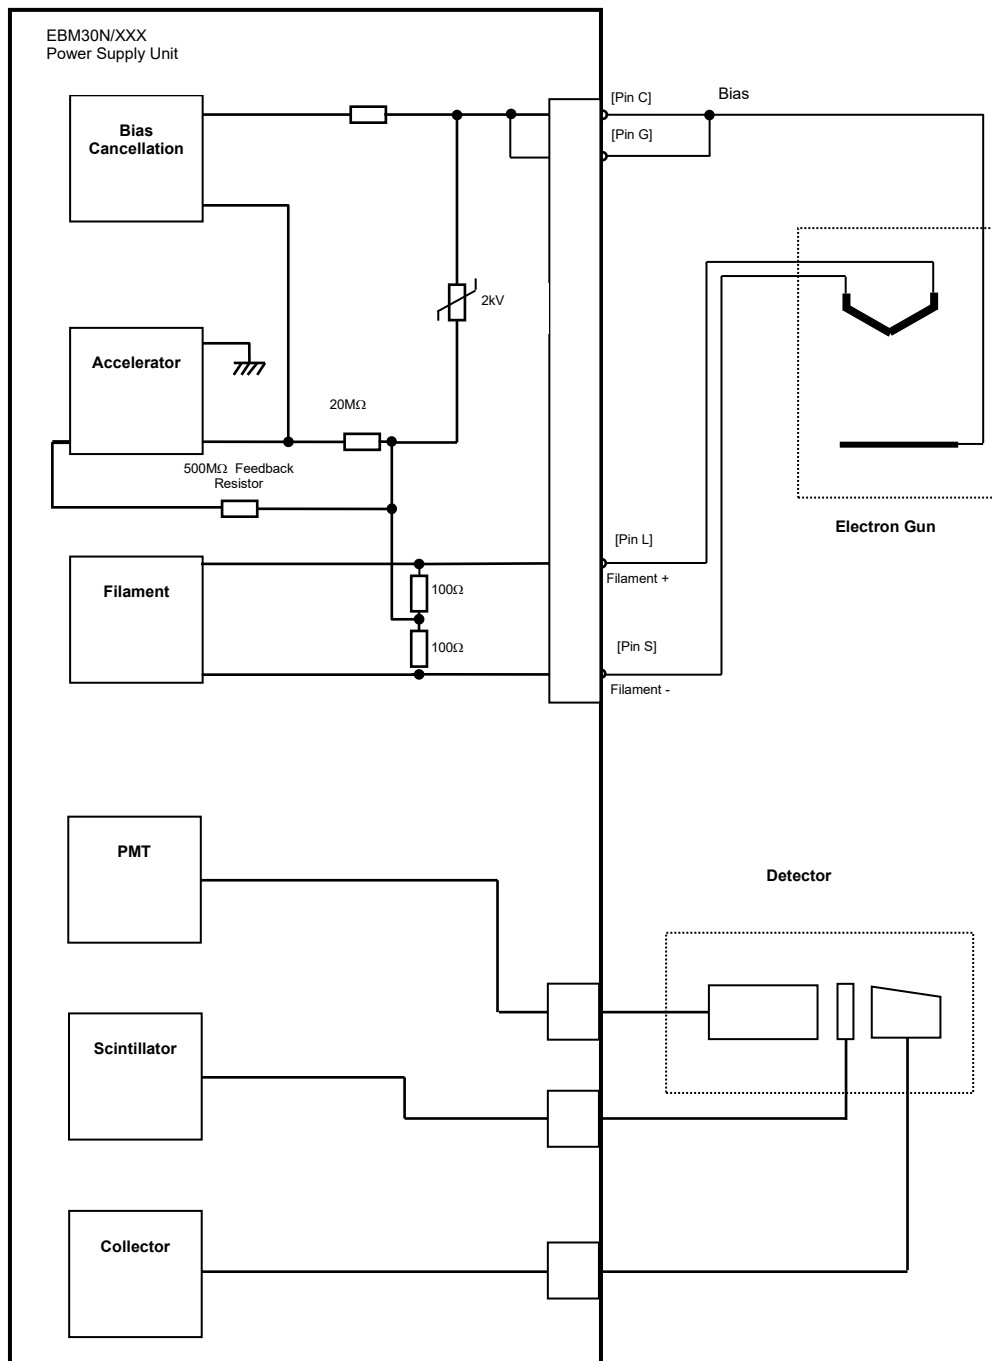 EBM30N/XXX
Power Supply Unit
[Pin C]
Bias
Bias
Cancellation
[Pin G]
2kV
Accelerator
20MΩ
500MΩ Feedback
Resistor
Electron Gun
[Pin L]
Filament
100Ω
Filament +
100Ω
[Pin S]
Filament -
PMT
Detector
Scintillator
Collector